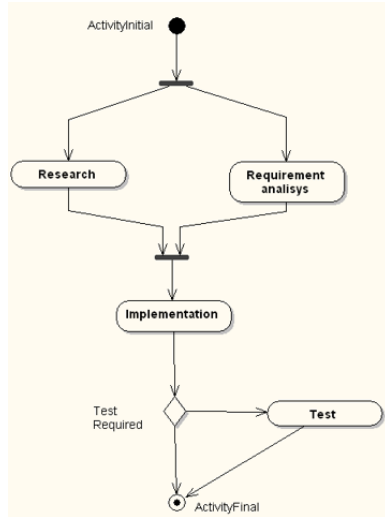 ActivityInitial
Research
Requirement
analisys
Implementation
Test
Required
Test
ActivityFinal